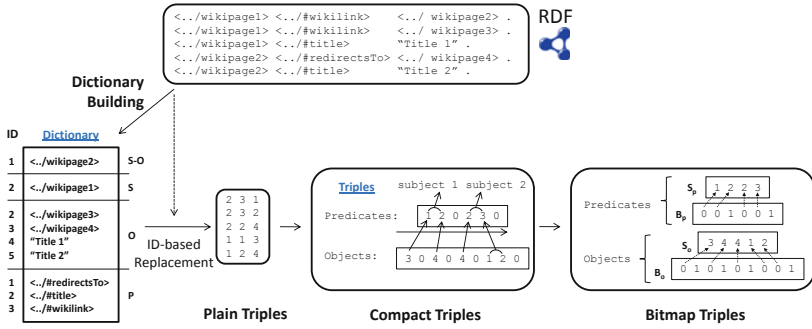 <../wikipage1> <../#wikilink> <../ wikipage2> .
<../wikipage1> <../#wikilink> <../ wikipage3> .
<../wikipage1> <../#title> “Title 1” .
<../wikipage2> <../#redirectsTo> <../ wikipage4> .
<../wikipage2> <../#title> “Title 2” .
RDF
Dictionary
Building
ID Dictionary
1 <../wikipage2> S-O
2 <../wikipage1> S
2 <../wikipage3>
3 <../wikipage4>
O
4 “Title 1”
5 “Title 2”
1 <../#redirectsTo>
2 <../#title> P
3 <../#wikilink>
ID-based
Replacement
2 3 1
2 3 2
2 2 4
1 1 3
1 2 4
Plain Triples
Triples subject 1 subject 2
Predicates: 1 2 0 2 3 0
Objects: 3 0 4 0 4 0 1 2 0
Compact Triples
Predicates
Sp 1 2 2 3
Bp 0 0 1 0 0 1
Objects
So 3 4 4 1 2
Bo 0 1 0 1 0 1 0 0 1
Bitmap Triples